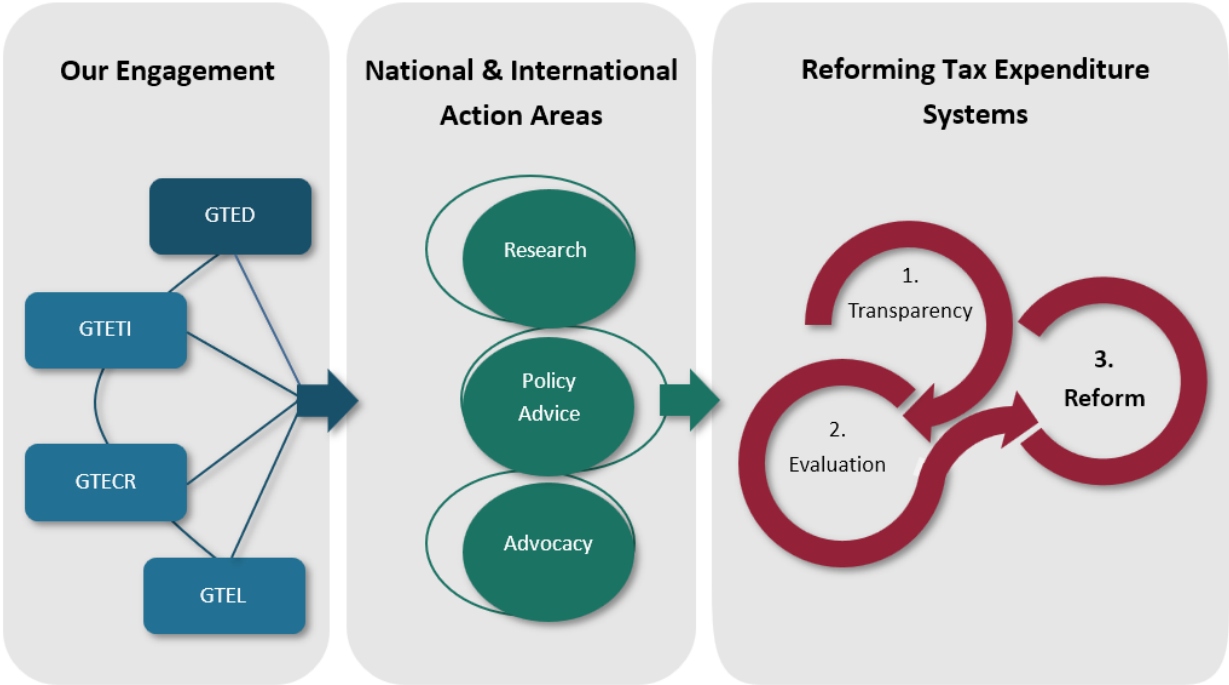 Our Engagement
GTED
GTETI
GTECR
GTEL
National & International
Action Areas
Research
Policy
Advice
Advocacy
Reforming Tax Expenditure
Systems
1.
Transparency
2.
Evaluation
3.
Reform